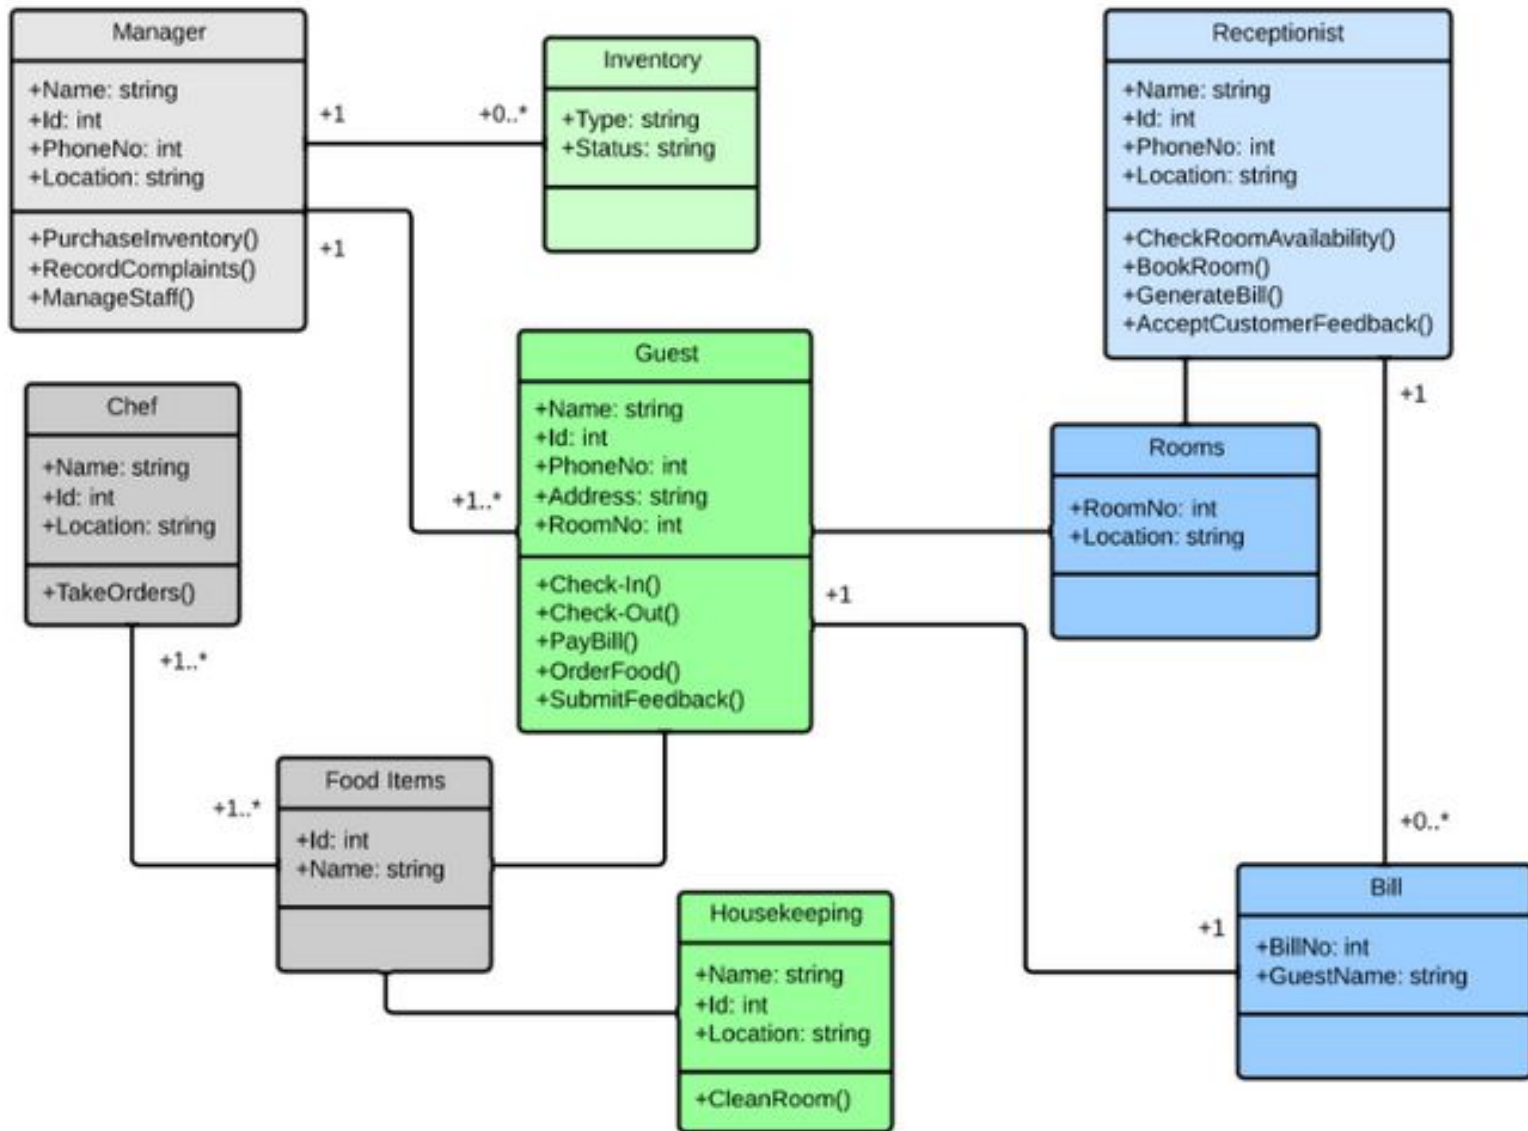 Manager
+Name: string
+Id: int
+PhoneNo: int
+Location: string
+PurchaseInventory()
+RecordComplaints()
+ManageStaff()
+1
+0..*
+1
Inventory
+Type: string
+Status: string
Receptionist
+Name: string
+Id: int
+PhoneNo: int
+Location: string
+CheckRoomAvailability()
+BookRoom()
+GenerateBill()
+AcceptCustomerFeedback()
+1
Chef
+Name: string
+Id: int
+Location: string
+TakeOrders()
+1..*
+1..*
Guest
+Name: string
+Id: int
+PhoneNo: int
+Address: string
+RoomNo: int
+Check-In()
+Check-Out()
+PayBill()
+OrderFood()
+SubmitFeedback()
+1
Rooms
+RoomNo: int
+Location: string
+1..*
Food Items
+Id: int
+Name: string
Housekeeping
+Name: string
+Id: int
+Location: string
+CleanRoom()
+0..*
+1
Bill
+BillNo: int
+GuestName: string